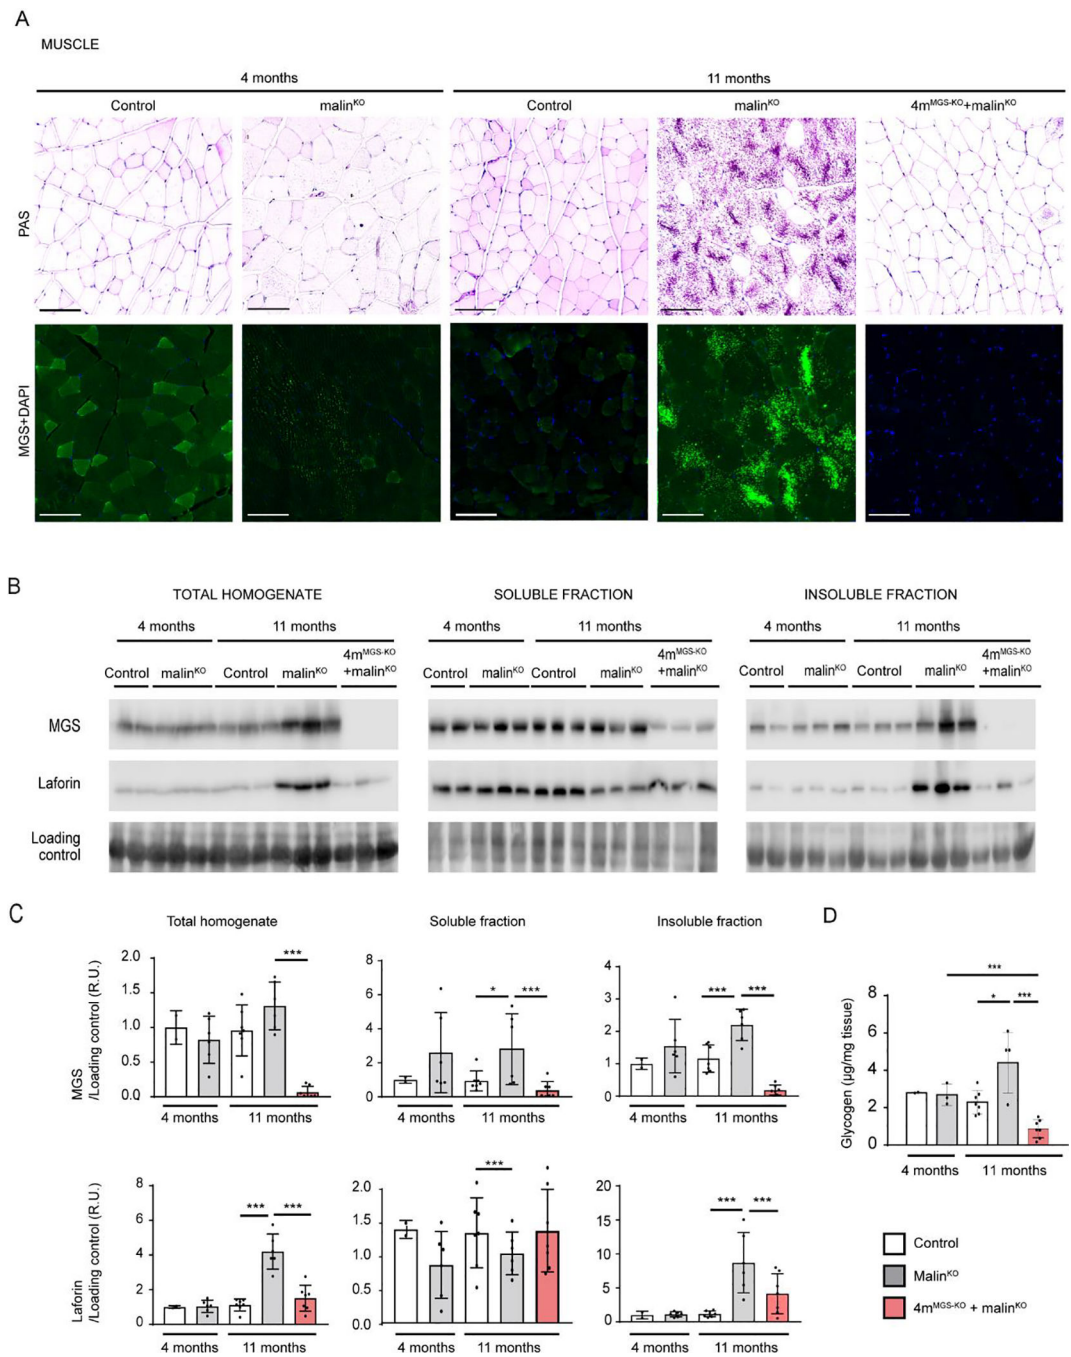 A
MUSCLE
4 months
11 months
Control
malinKO
Control
malinKO
4mMGS-KO+malinKO
PAS
MGS+DAPI
B
TOTAL HOMOGENATE
SOLUBLE FRACTION
INSOLUBLE FRACTION
4 months
11 months
4 months
11 months
4 months
11 months
Control
malinKO
Control
malinKO
4mMGS-KO
+malinKO
Control
malinKO
Control
malinKO
4mMGS-KO
+malinKO
Control
malinKO
Control
malinKO
4mMGS-KO
+malinKO
MGS
Laforin
Loading
control
C
Total homogenate
Soluble fraction
Insoluble fraction
D
MGS
/Loading control (R.U.)
2.0
1.5
1.0
0.5
0.0
***
4 months
11 months
8
6
4
2
0
*
***
4 months
11 months
4
3
2
1
0
***
***
4 months
11 months
Glycogen (µg/mg tissue)
8
6
4
2
0
***
*
***
4 months
11 months
Laforin
/Loading control (R.U.)
8
6
4
2
0
***
***
4 months
11 months
2.0
1.5
1.0
0.5
0.0
***
4 months
11 months
20
15
10
5
0
***
***
4 months
11 months
Control
MalinKO
4mMGS-KO + malinKO